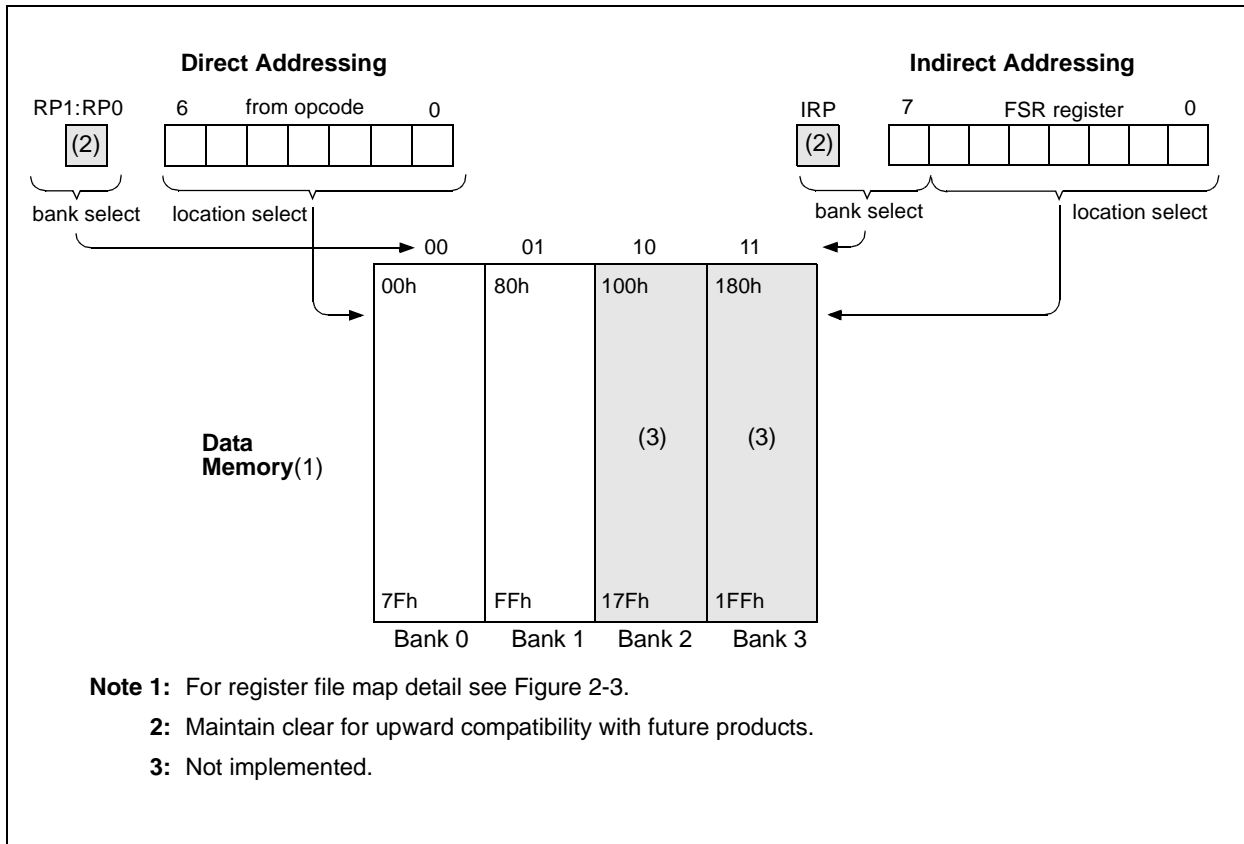 Direct Addressing
Indirect Addressing
RP1:RP0 6 from opcode 0
IRP 7 FSR register 0
(2)
(2)
bank select location select
bank select location select
00 01 10 11
00h 80h 100h 180h
(3) (3)
Data
Memory(1)
7Fh FFh 17Fh 1FFh
Bank 0 Bank 1 Bank 2 Bank 3
Note 1: For register file map detail see Figure 2-3.
2: Maintain clear for upward compatibility with future products.
3: Not implemented.